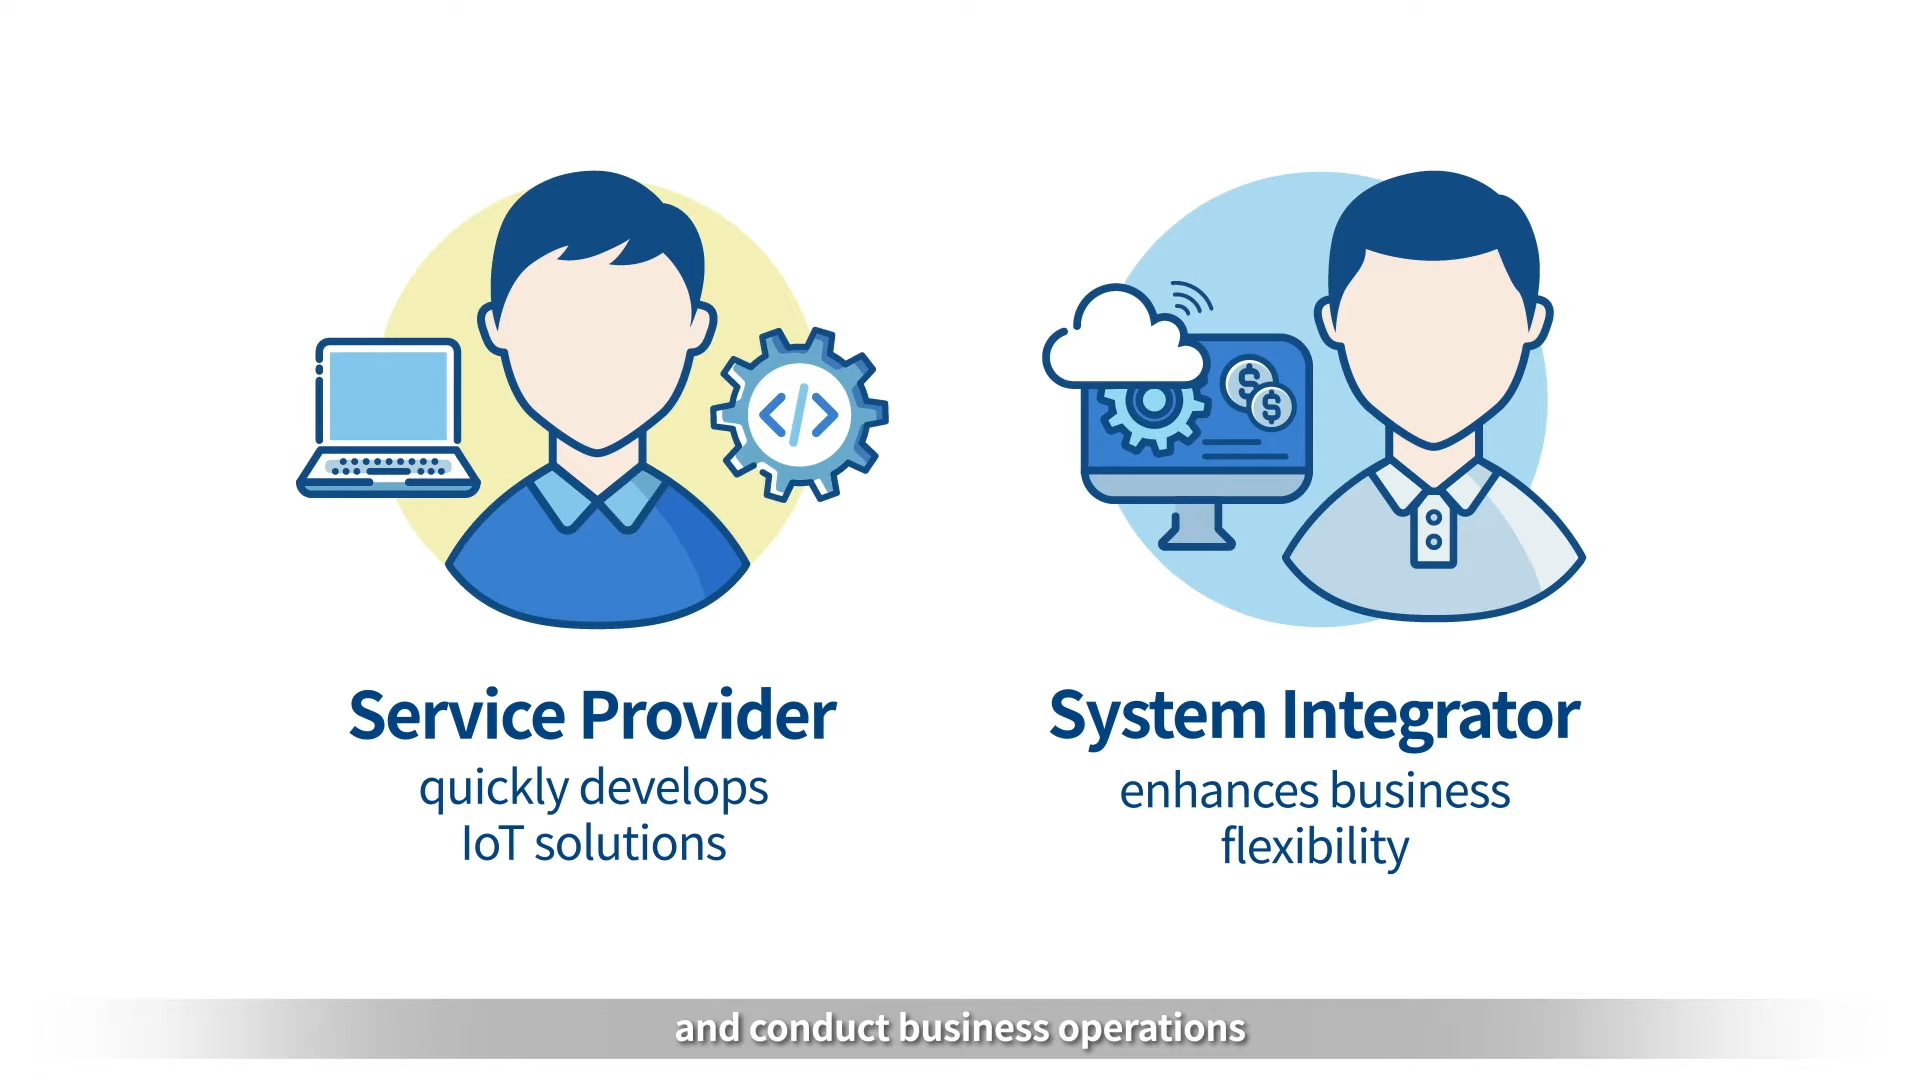 </>
$
$
Service Provider
quickly develops
IoT solutions
System Integrator
enhances business
flexibility
and conduct business operations